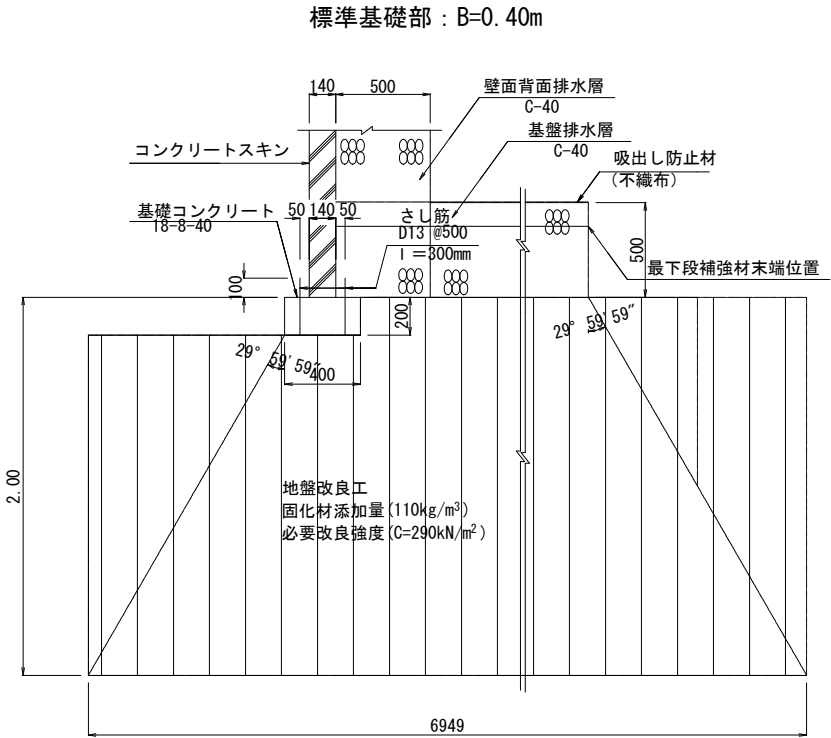 標準基礎部：B=0.40m
140
500
壁面背面排水層
C-40
基盤排水層
C-40
コンクリートスキン
吸出し防止材
(不織布)
基礎コンクリート
18-8-40
50
140
50
さし筋
D13 @500
l=300mm
500
最下段補強材末端位置
100
200
29° 59′ 59″
29° 59′ 59″
400
2.00
地盤改良工
固化材添加量(110kg/m³)
必要改良強度(C=290kN/m²)
6949